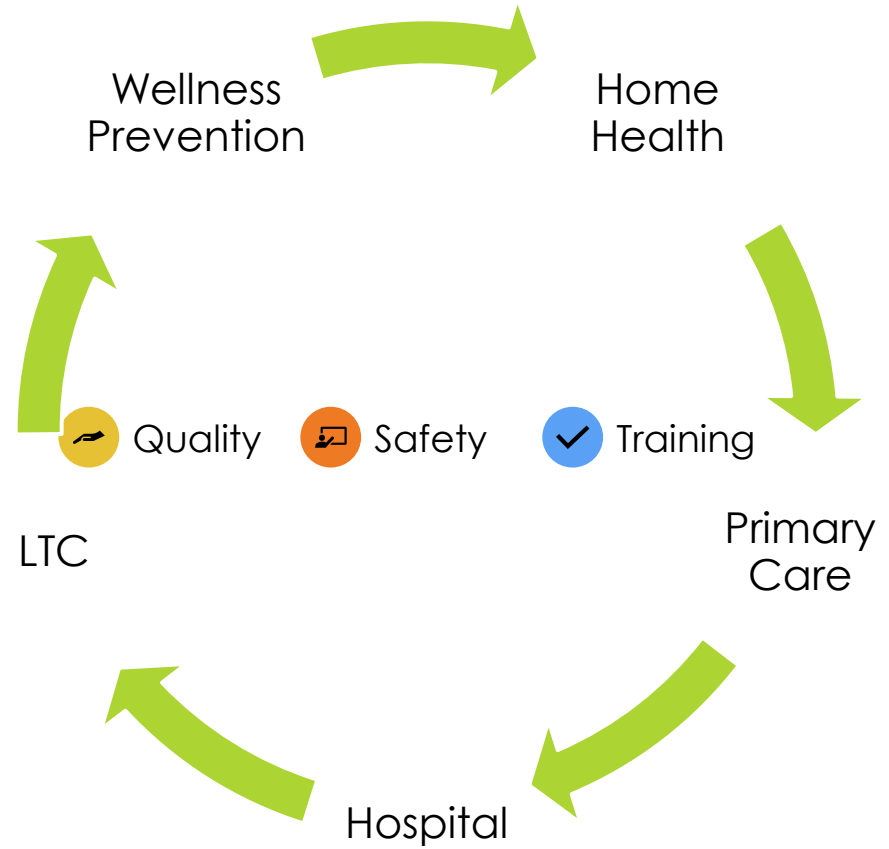 Wellness
Prevention
Home
Health
Quality
Safety
Training
Primary
Care
LTC
Hospital